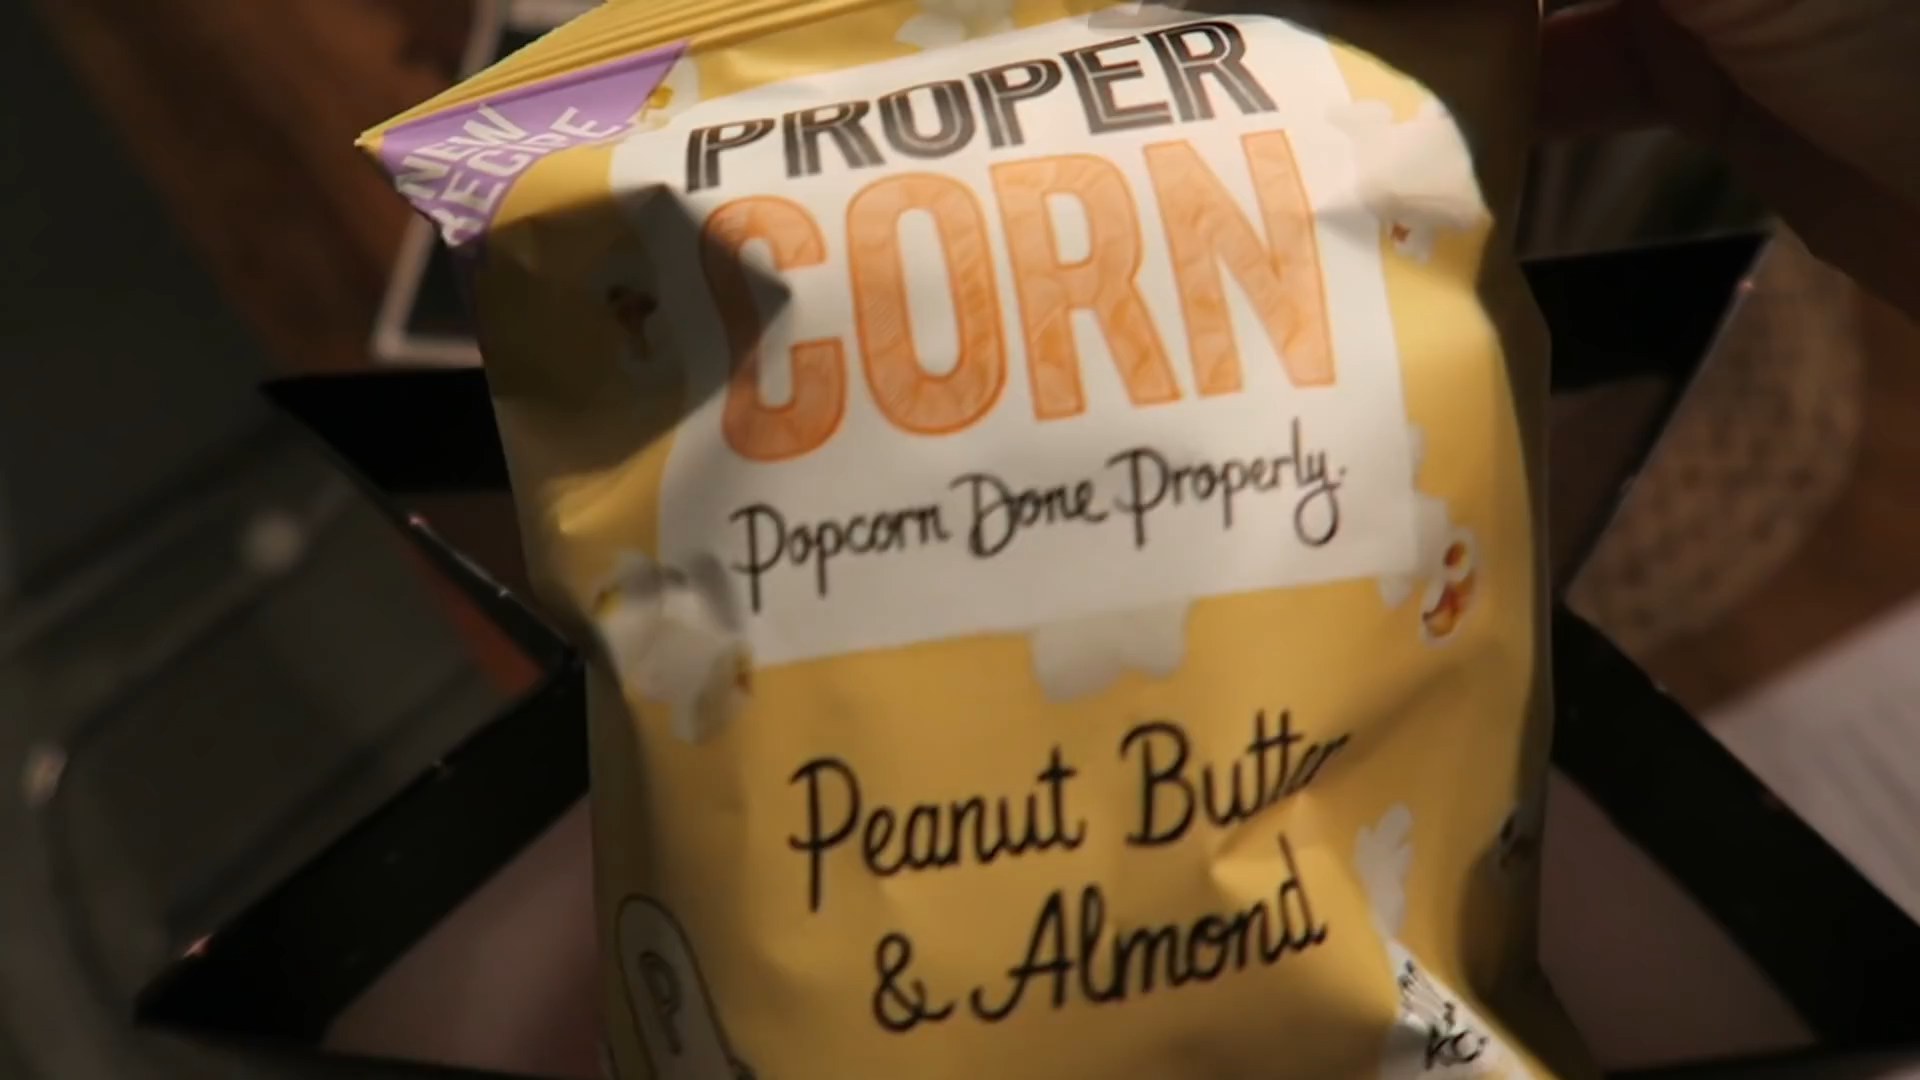 NEW
RECIPE
PROPER
CORN
Popcorn Done Properly.
Peanut Butter
& Almond